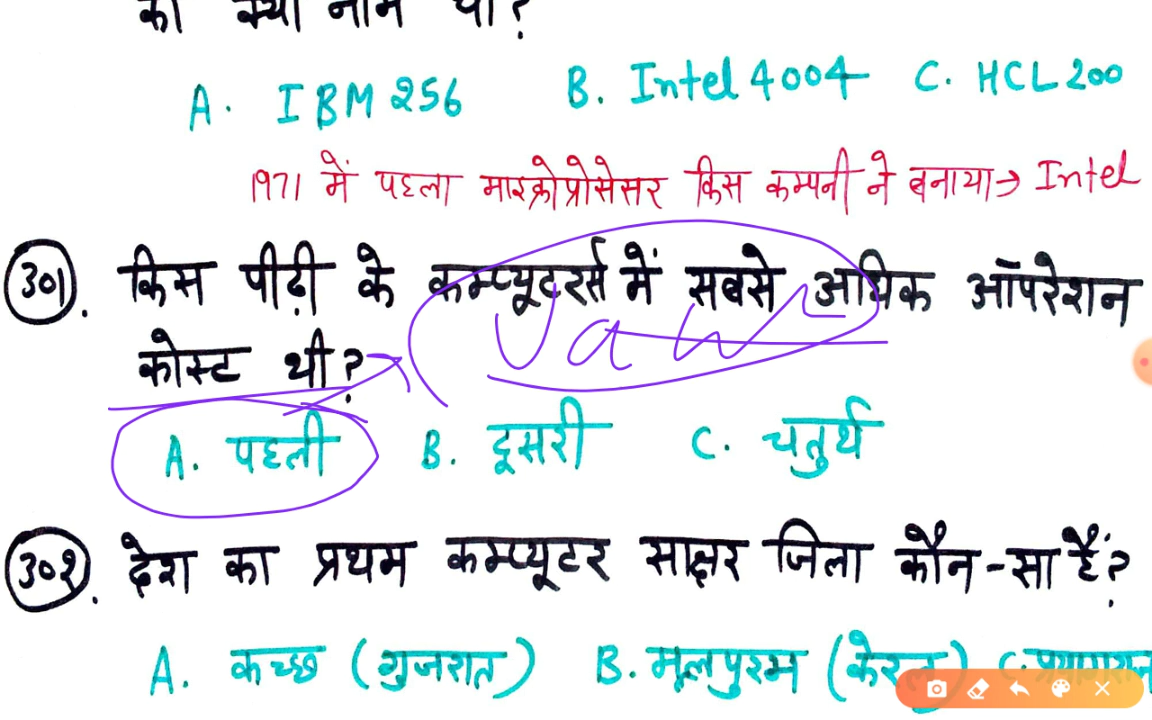 का क्या नाम था?
A. IBM 256 B. Intel 4004 C. HCL 200
1971 में पहला माइक्रोप्रोसेसर किस कम्पनी ने बनाया→ Intel
301. किस पीढ़ी के कम्प्यूटर्स में सबसे अधिक ऑपरेशन
कोस्ट थी?
A. पहली B. दूसरी C. चतुर्थ
302. देश का प्रथम कम्प्यूटर साक्षर जिला कौन-सा हैं?
A. कच्छ (गुजरात) B. मूलपुरम (केरल) C.